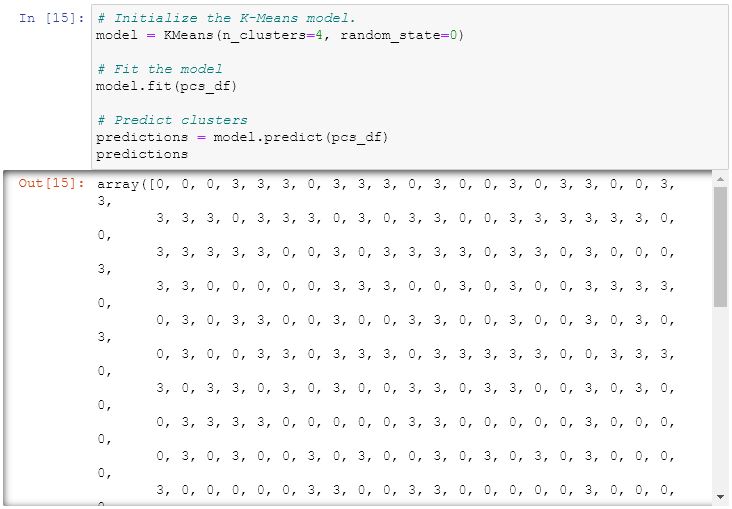 In [15]: # Initialize the K-Means model.
model = KMeans(n_clusters=4, random_state=0)
# Fit the model
model.fit(pcs_df)
# Predict clusters
predictions = model.predict(pcs_df)
predictions
Out[15]: array([0, 0, 0, 3, 3, 3, 0, 3, 3, 3, 0, 3, 0, 0, 3, 0, 3, 3, 0, 0, 3,
3,
3, 3, 3, 0, 3, 3, 3, 0, 3, 0, 3, 0, 0, 3, 3, 3, 3, 3, 3, 0,
0,
3, 3, 3, 3, 3, 0, 0, 3, 0, 3, 3, 3, 3, 0, 3, 3, 0, 0, 0, 0,
3,
3, 3, 0, 0, 0, 0, 0, 3, 3, 3, 0, 0, 3, 0, 3, 0, 0, 3, 3, 3, 3,
0,
0, 3, 0, 3, 3, 0, 0, 3, 0, 0, 3, 3, 0, 0, 3, 0, 0, 3, 0, 3, 0,
3,
0, 3, 0, 0, 3, 3, 0, 3, 3, 3, 0, 3, 3, 3, 3, 3, 0, 0, 3, 3, 3,
0,
3, 0, 3, 3, 0, 3, 0, 3, 0, 0, 3, 3, 0, 3, 3, 0, 0, 3, 0, 3, 0,
0,
0, 3, 3, 3, 3, 0, 0, 0, 0, 0, 3, 3, 0, 0, 0, 0, 0, 3, 0, 0, 0,
0,
0, 3, 0, 3, 0, 0, 3, 0, 3, 0, 0, 3, 0, 3, 0, 3, 0, 3, 0, 0, 0,
0,
3, 0, 0, 0, 0, 0, 3, 3, 0, 0, 3, 3, 0, 0, 0, 0, 0, 3, 0, 0, 0,